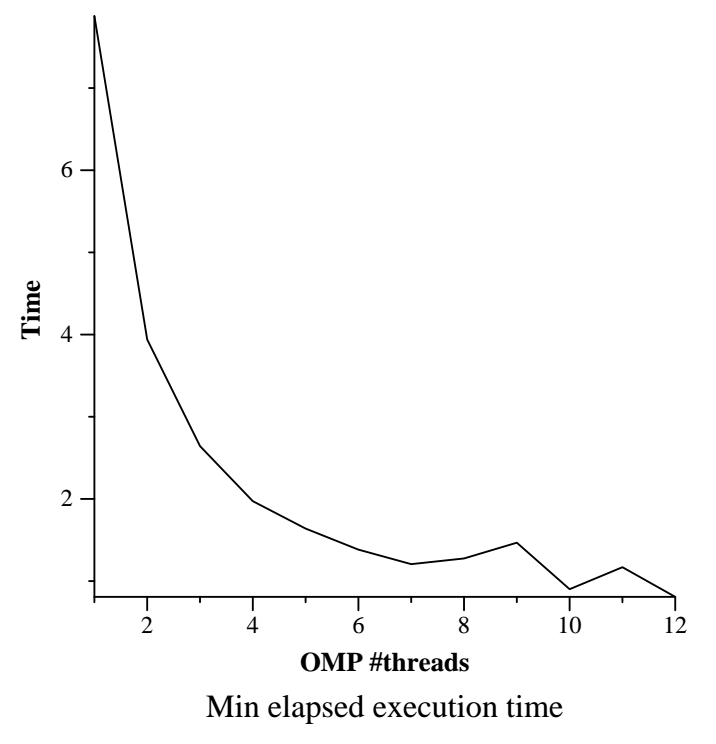 6
4
2
Time
2 4 6 8 10 12
OMP #threads
Min elapsed execution time